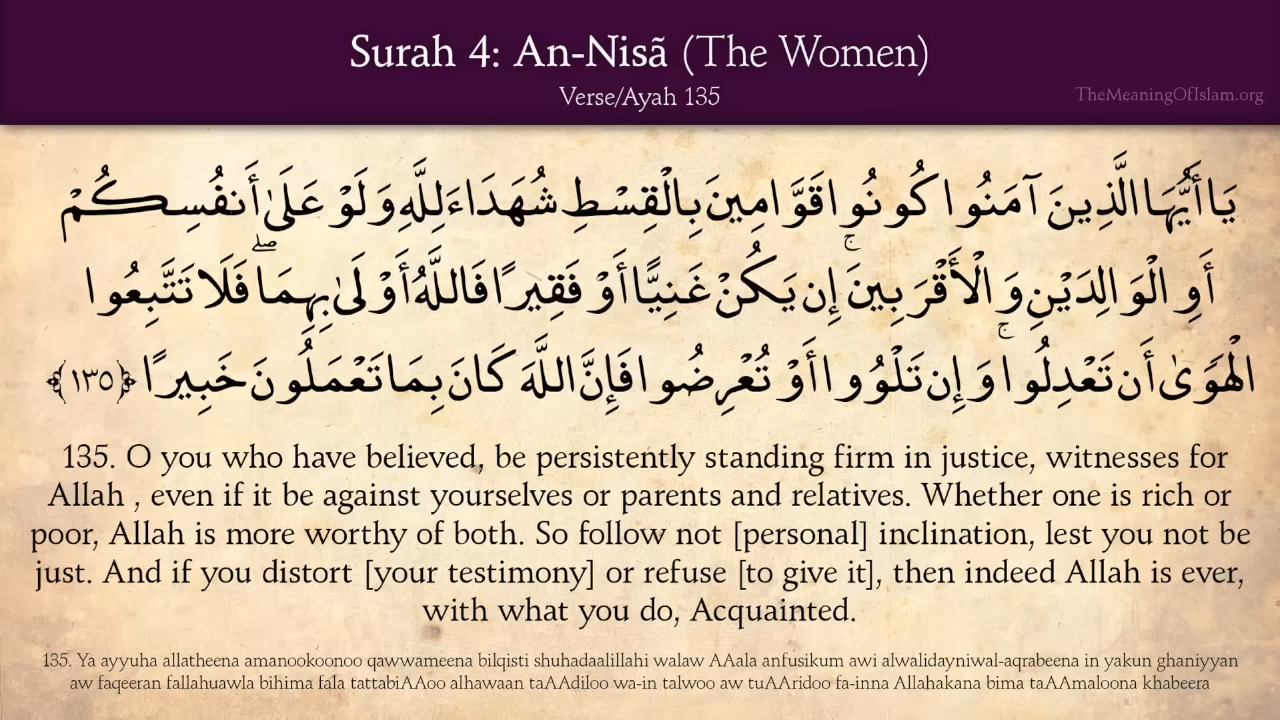 Surah 4: An-Nisã (The Women)
Verse/Ayah 135
TheMeaningOfIslam.org
يَا أَيُّهَا الَّذِينَ آمَنُوا كُونُوا قَوَّامِينَ بِالْقِسْطِ شُهَدَاءَ لِلَّهِ وَلَوْ عَلَىٰ أَنفُسِكُمْ
أَوِ الْوَالِدَيْنِ وَالْأَقْرَبِينَ ۚ إِن يَكُنْ غَنِيًّا أَوْ فَقِيرًا فَاللَّهُ أَوْلَىٰ بِهِمَا ۖ فَلَا تَتَّبِعُوا
الْهَوَىٰ أَن تَعْدِلُوا ۚ وَإِن تَلْوُوا أَوْ تُعْرِضُوا فَإِنَّ اللَّهَ كَانَ بِمَا تَعْمَلُونَ خَبِيرًا ﴿١٣٥﴾
135. O you who have believed, be persistently standing firm in justice, witnesses for
Allah , even if it be against yourselves or parents and relatives. Whether one is rich or
poor, Allah is more worthy of both. So follow not [personal] inclination, lest you not be
just. And if you distort [your testimony] or refuse [to give it], then indeed Allah is ever,
with what you do, Acquainted.
135. Ya ayyuha allatheena amanookoonoo qawwameena bilqisti shuhadaalillahi walaw AAala anfusikum awi alwalidayniwal-aqrabeena in yakun ghaniyyan
aw faqeeran fallahuawla bihima fala tattabiAAoo alhawaan taAAdiloo wa-in talwoo aw tuAAridoo fa-inna Allahakana bima taAAmaloona khabeera